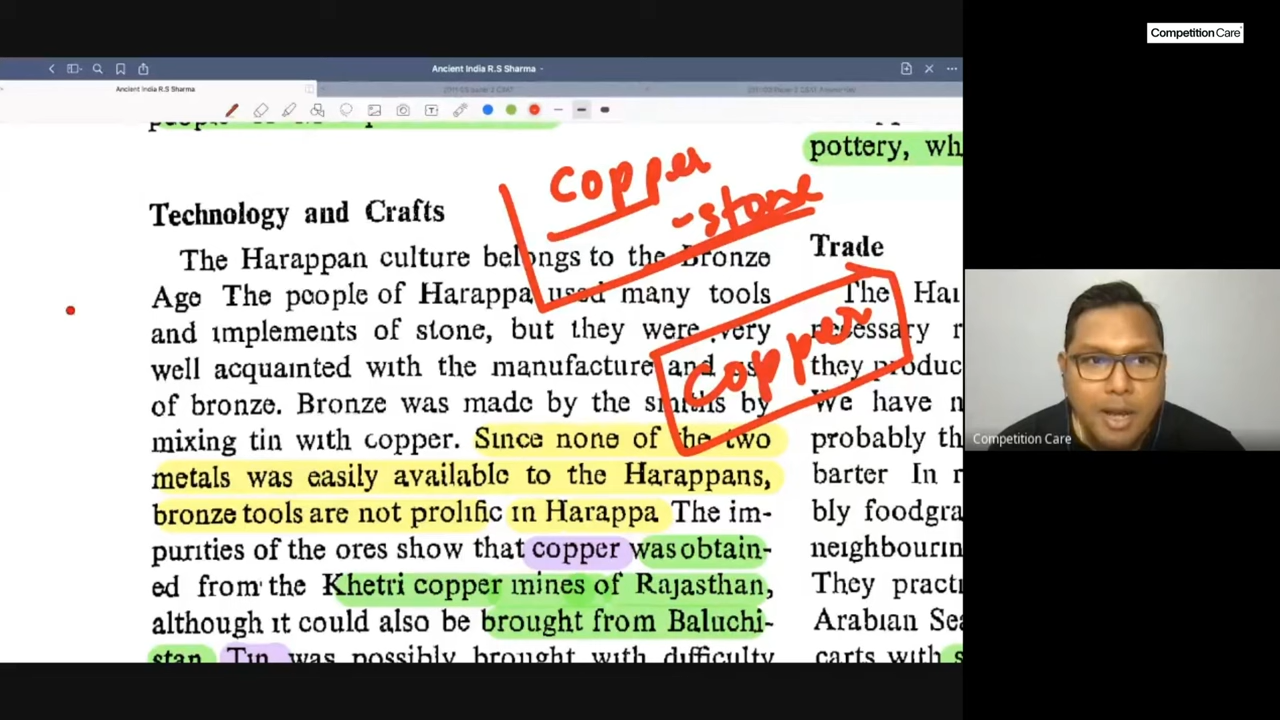 CompetitionCare
Ancient India R.S Sharma
Ancient India R.S Sharma
Technology and Crafts
The Harappan culture belongs to the Bronze
Age The people of Harappa used many tools
and implements of stone, but they were very
well acquainted with the manufacture and use
of bronze. Bronze was made by the smiths by
mixing tin with copper. Since none of the two
metals was easily available to the Harappans,
bronze tools are not prolific in Harappa The im-
purities of the ores show that copper was obtain-
ed from the Khetri copper mines of Rajasthan,
although it could also be brought from Baluchi-
stan Tin was possibly brought with difficulty
copper
-stone
copper
pottery, wh
Trade
The Har
necessary r
they produc
We have n
probably th
barter In r
bly foodgra
neighbourin
They practi
Arabian Sea
carts with s
Competition Care